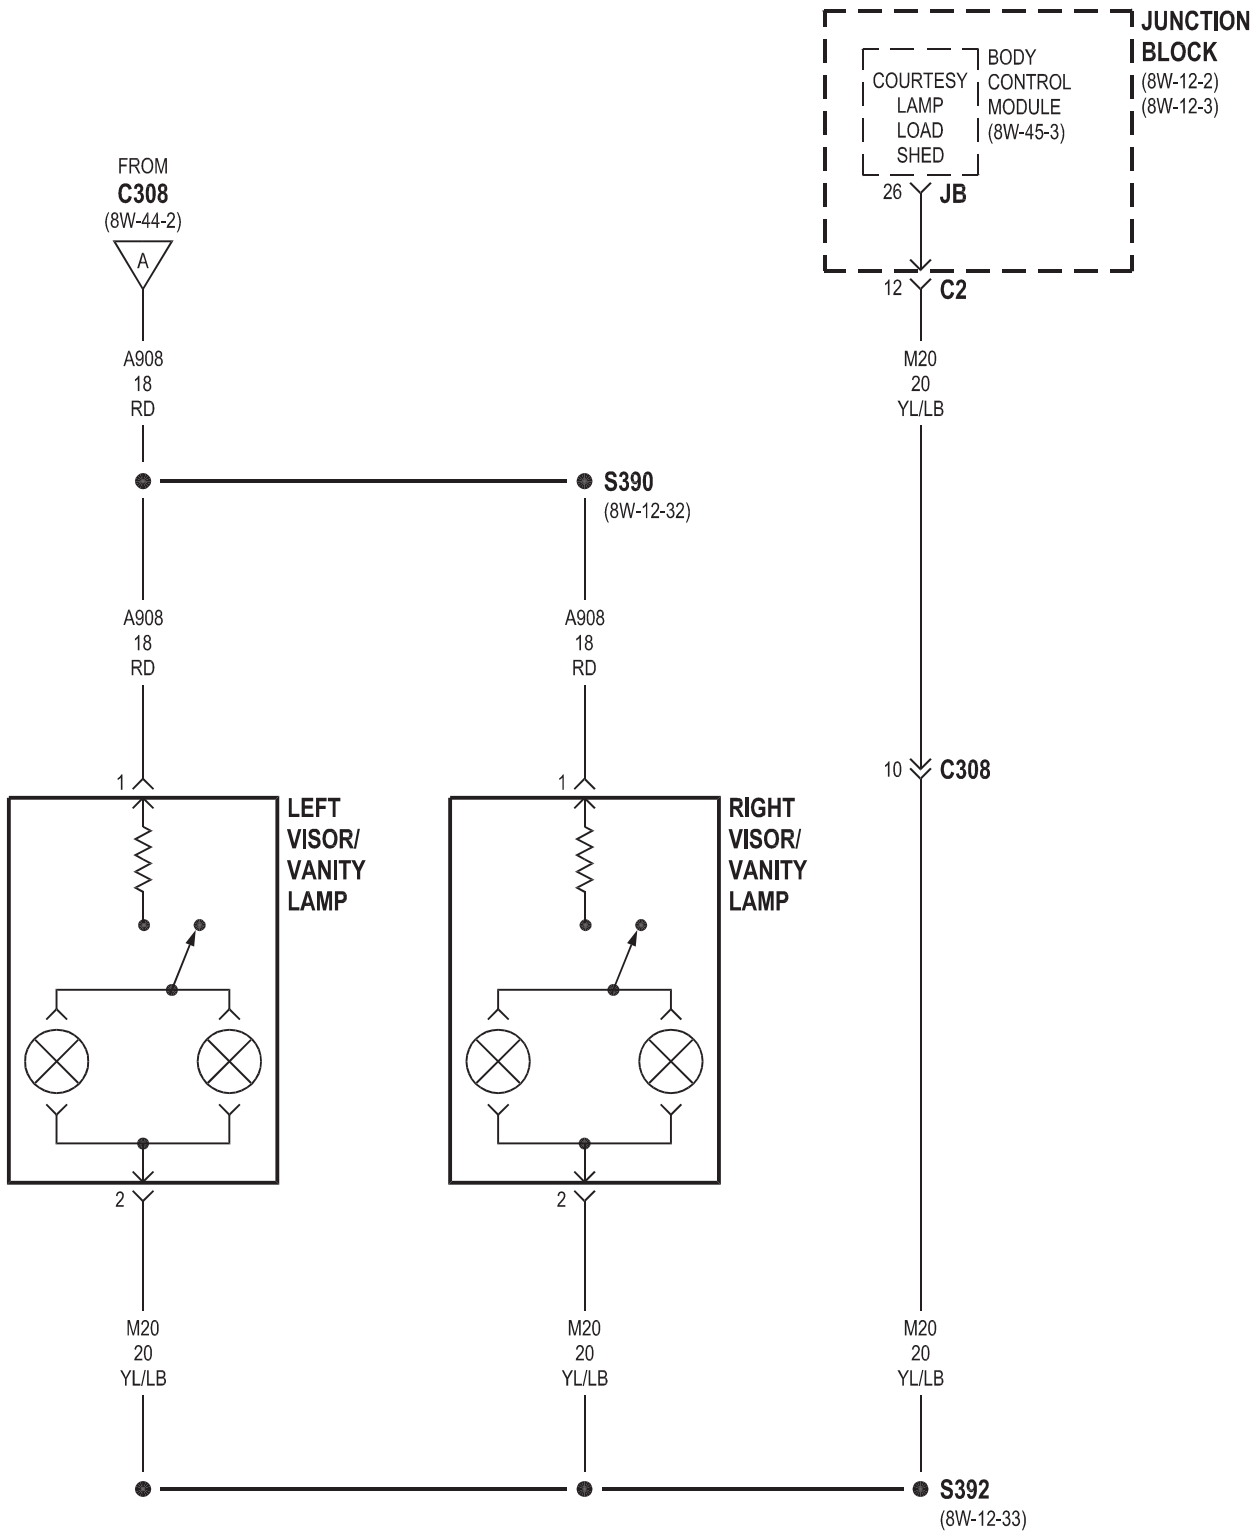 JUNCTION
BLOCK
(8W-12-2)
(8W-12-3)
BODY
CONTROL
MODULE
(8W-45-3)
COURTESY
LAMP
LOAD
SHED
26
JB
12
C2
FROM
C308
(8W-44-2)
A
A908
18
RD
M20
20
YL/LB
S390
(8W-12-32)
A908
18
RD
A908
18
RD
10
C308
1
LEFT
VISOR/
VANITY
LAMP
1
RIGHT
VISOR/
VANITY
LAMP
2
2
M20
20
YL/LB
M20
20
YL/LB
M20
20
YL/LB
S392
(8W-12-33)